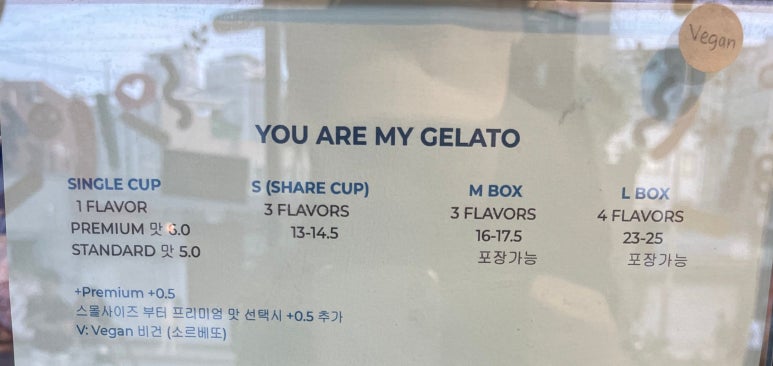 Vegan
YOU ARE MY GELATO
SINGLE CUP
1 FLAVOR
PREMIUM 맛 6.0
STANDARD 맛 5.0
S (SHARE CUP)
3 FLAVORS
13-14.5
M BOX
3 FLAVORS
16-17.5
포장가능
L BOX
4 FLAVORS
23-25
포장가능
+Premium +0.5
스몰사이즈 부터 프리미엄 맛 선택시 +0.5 추가
V: Vegan 비건 (소르베또)